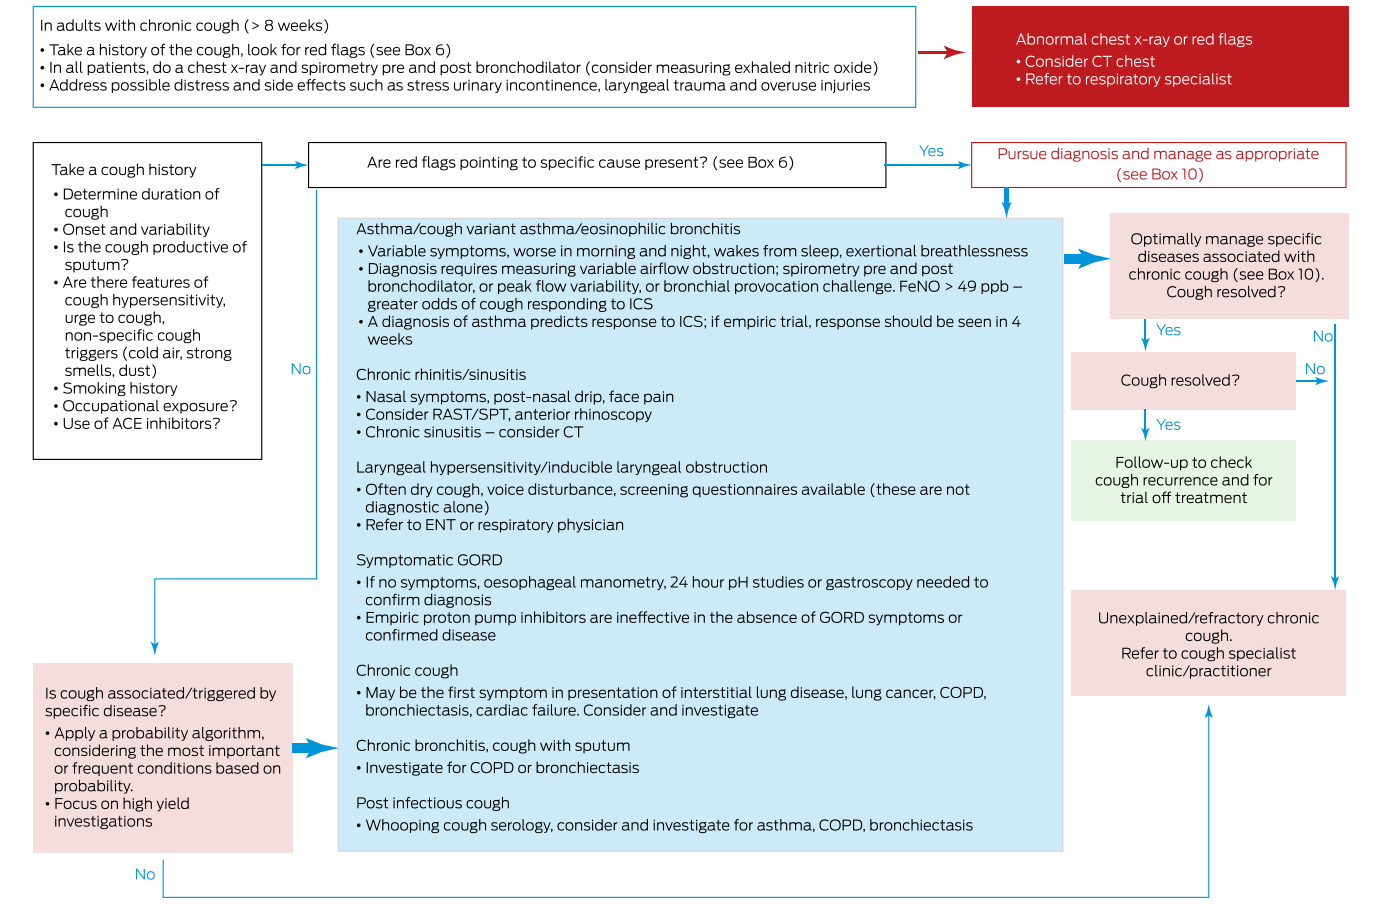 In adults with chronic cough (> 8 weeks)
• Take a history of the cough, look for red flags (see Box 6)
• In all patients, do a chest x-ray and spirometry pre and post bronchodilator (consider measuring exhaled nitric oxide)
• Address possible distress and side effects such as stress urinary incontinence, laryngeal trauma and overuse injuries
Abnormal chest x-ray or red flags
• Consider CT chest
• Refer to respiratory specialist
Take a cough history
• Determine duration of
cough
• Onset and variability
• Is the cough productive of
sputum?
• Are there features of
cough hypersensitivity,
urge to cough,
non-specific cough
triggers (cold air, strong
smells, dust)
• Smoking history
• Occupational exposure?
• Use of ACE inhibitors?
Are red flags pointing to specific cause present? (see Box 6)
Yes
Pursue diagnosis and manage as appropriate
(see Box 10)
No
Asthma/cough variant asthma/eosinophilic bronchitis
• Variable symptoms, worse in morning and night, wakes from sleep, exertional breathlessness
• Diagnosis requires measuring variable airflow obstruction; spirometry pre and post
bronchodilator, or peak flow variability, or bronchial provocation challenge. FeNO > 49 ppb –
greater odds of cough responding to ICS
• A diagnosis of asthma predicts response to ICS; if empiric trial, response should be seen in 4
weeks
Chronic rhinitis/sinusitis
• Nasal symptoms, post-nasal drip, face pain
• Consider RAST/SPT, anterior rhinoscopy
• Chronic sinusitis – consider CT
Laryngeal hypersensitivity/inducible laryngeal obstruction
• Often dry cough, voice disturbance, screening questionnaires available (these are not
diagnostic alone)
• Refer to ENT or respiratory physician
Symptomatic GORD
• If no symptoms, oesophageal manometry, 24 hour pH studies or gastroscopy needed to
confirm diagnosis
• Empiric proton pump inhibitors are ineffective in the absence of GORD symptoms or
confirmed disease
Chronic cough
• May be the first symptom in presentation of interstitial lung disease, lung cancer, COPD,
bronchiectasis, cardiac failure. Consider and investigate
Chronic bronchitis, cough with sputum
• Investigate for COPD or bronchiectasis
Post infectious cough
• Whooping cough serology, consider and investigate for asthma, COPD, bronchiectasis
Optimally manage specific
diseases associated with
chronic cough (see Box 10).
Cough resolved?
Yes
No
Cough resolved?
No
Yes
Follow-up to check
cough recurrence and for
trial off treatment
Unexplained/refractory chronic
cough.
Refer to cough specialist
clinic/practitioner
Is cough associated/triggered by
specific disease?
• Apply a probability algorithm,
considering the most important
or frequent conditions based on
probability.
• Focus on high yield
investigations
No